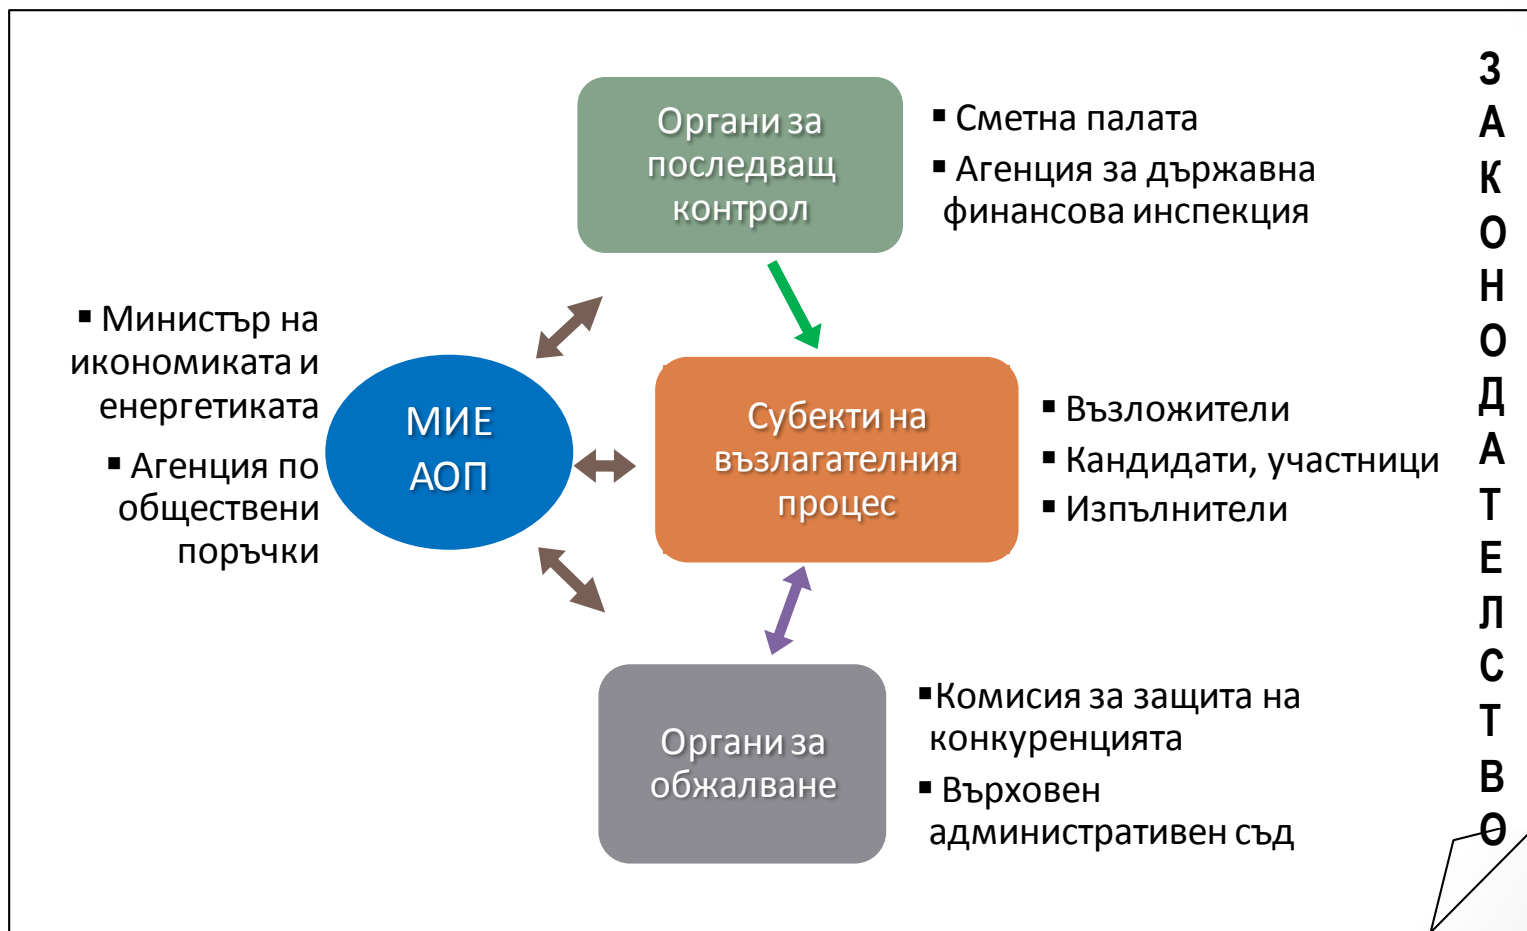 Органи за
последващ
контрол
▪ Сметна палата
▪ Агенция за държавна
финансова инспекция
▪ Министър на
икономиката и
енергетиката
▪ Агенция по
обществени
поръчки
МИЕ
АОП
Субекти на
възлагателния
процес
▪ Възложители
▪ Кандидати, участници
▪ Изпълнители
Органи за
обжалване
▪Комисия за защита на
конкуренцията
▪ Върховен
административен съд
З
А
К
О
Н
О
Д
А
Т
Е
Л
С
Т
В
О